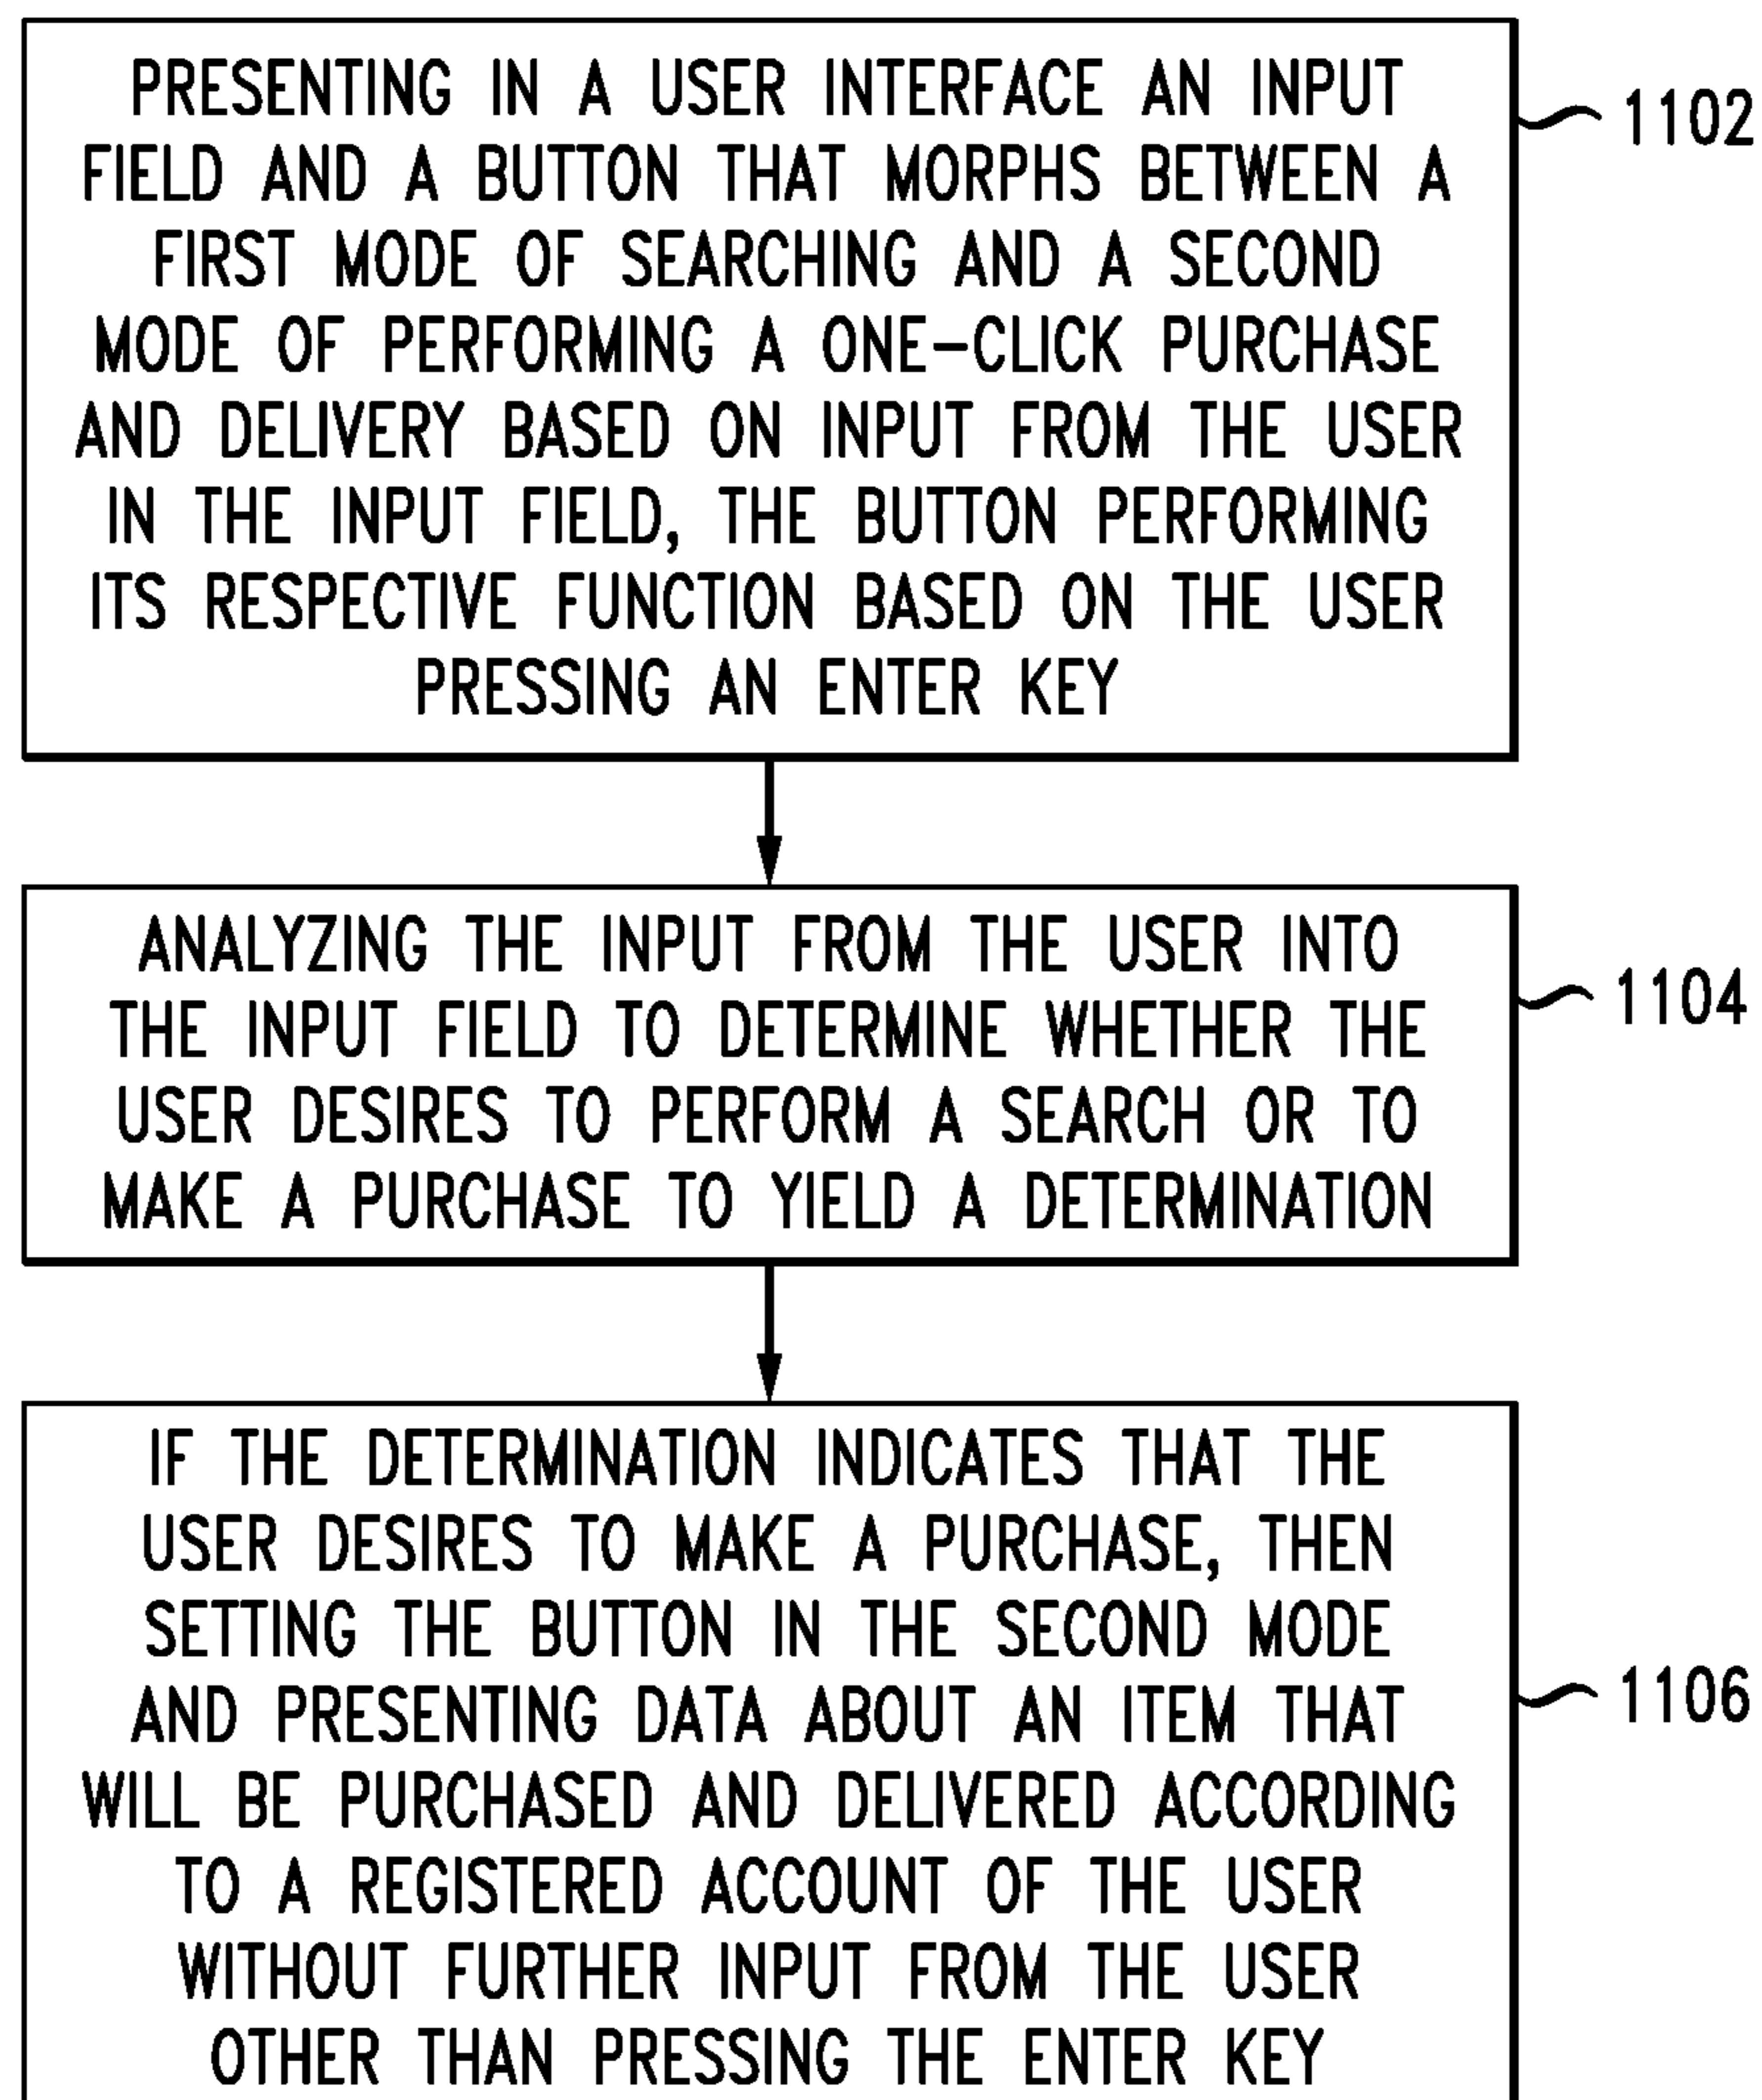 PRESENTING IN A USER INTERFACE AN INPUT
FIELD AND A BUTTON THAT MORPHS BETWEEN A
FIRST MODE OF SEARCHING AND A SECOND
MODE OF PERFORMING A ONE-CLICK PURCHASE
AND DELIVERY BASED ON INPUT FROM THE USER
IN THE INPUT FIELD, THE BUTTON PERFORMING
ITS RESPECTIVE FUNCTION BASED ON THE USER
PRESSING AN ENTER KEY
1102
ANALYZING THE INPUT FROM THE USER INTO
THE INPUT FIELD TO DETERMINE WHETHER THE
USER DESIRES TO PERFORM A SEARCH OR TO
MAKE A PURCHASE TO YIELD A DETERMINATION
1104
IF THE DETERMINATION INDICATES THAT THE
USER DESIRES TO MAKE A PURCHASE, THEN
SETTING THE BUTTON IN THE SECOND MODE
AND PRESENTING DATA ABOUT AN ITEM THAT
WILL BE PURCHASED AND DELIVERED ACCORDING
TO A REGISTERED ACCOUNT OF THE USER
WITHOUT FURTHER INPUT FROM THE USER
OTHER THAN PRESSING THE ENTER KEY
1106